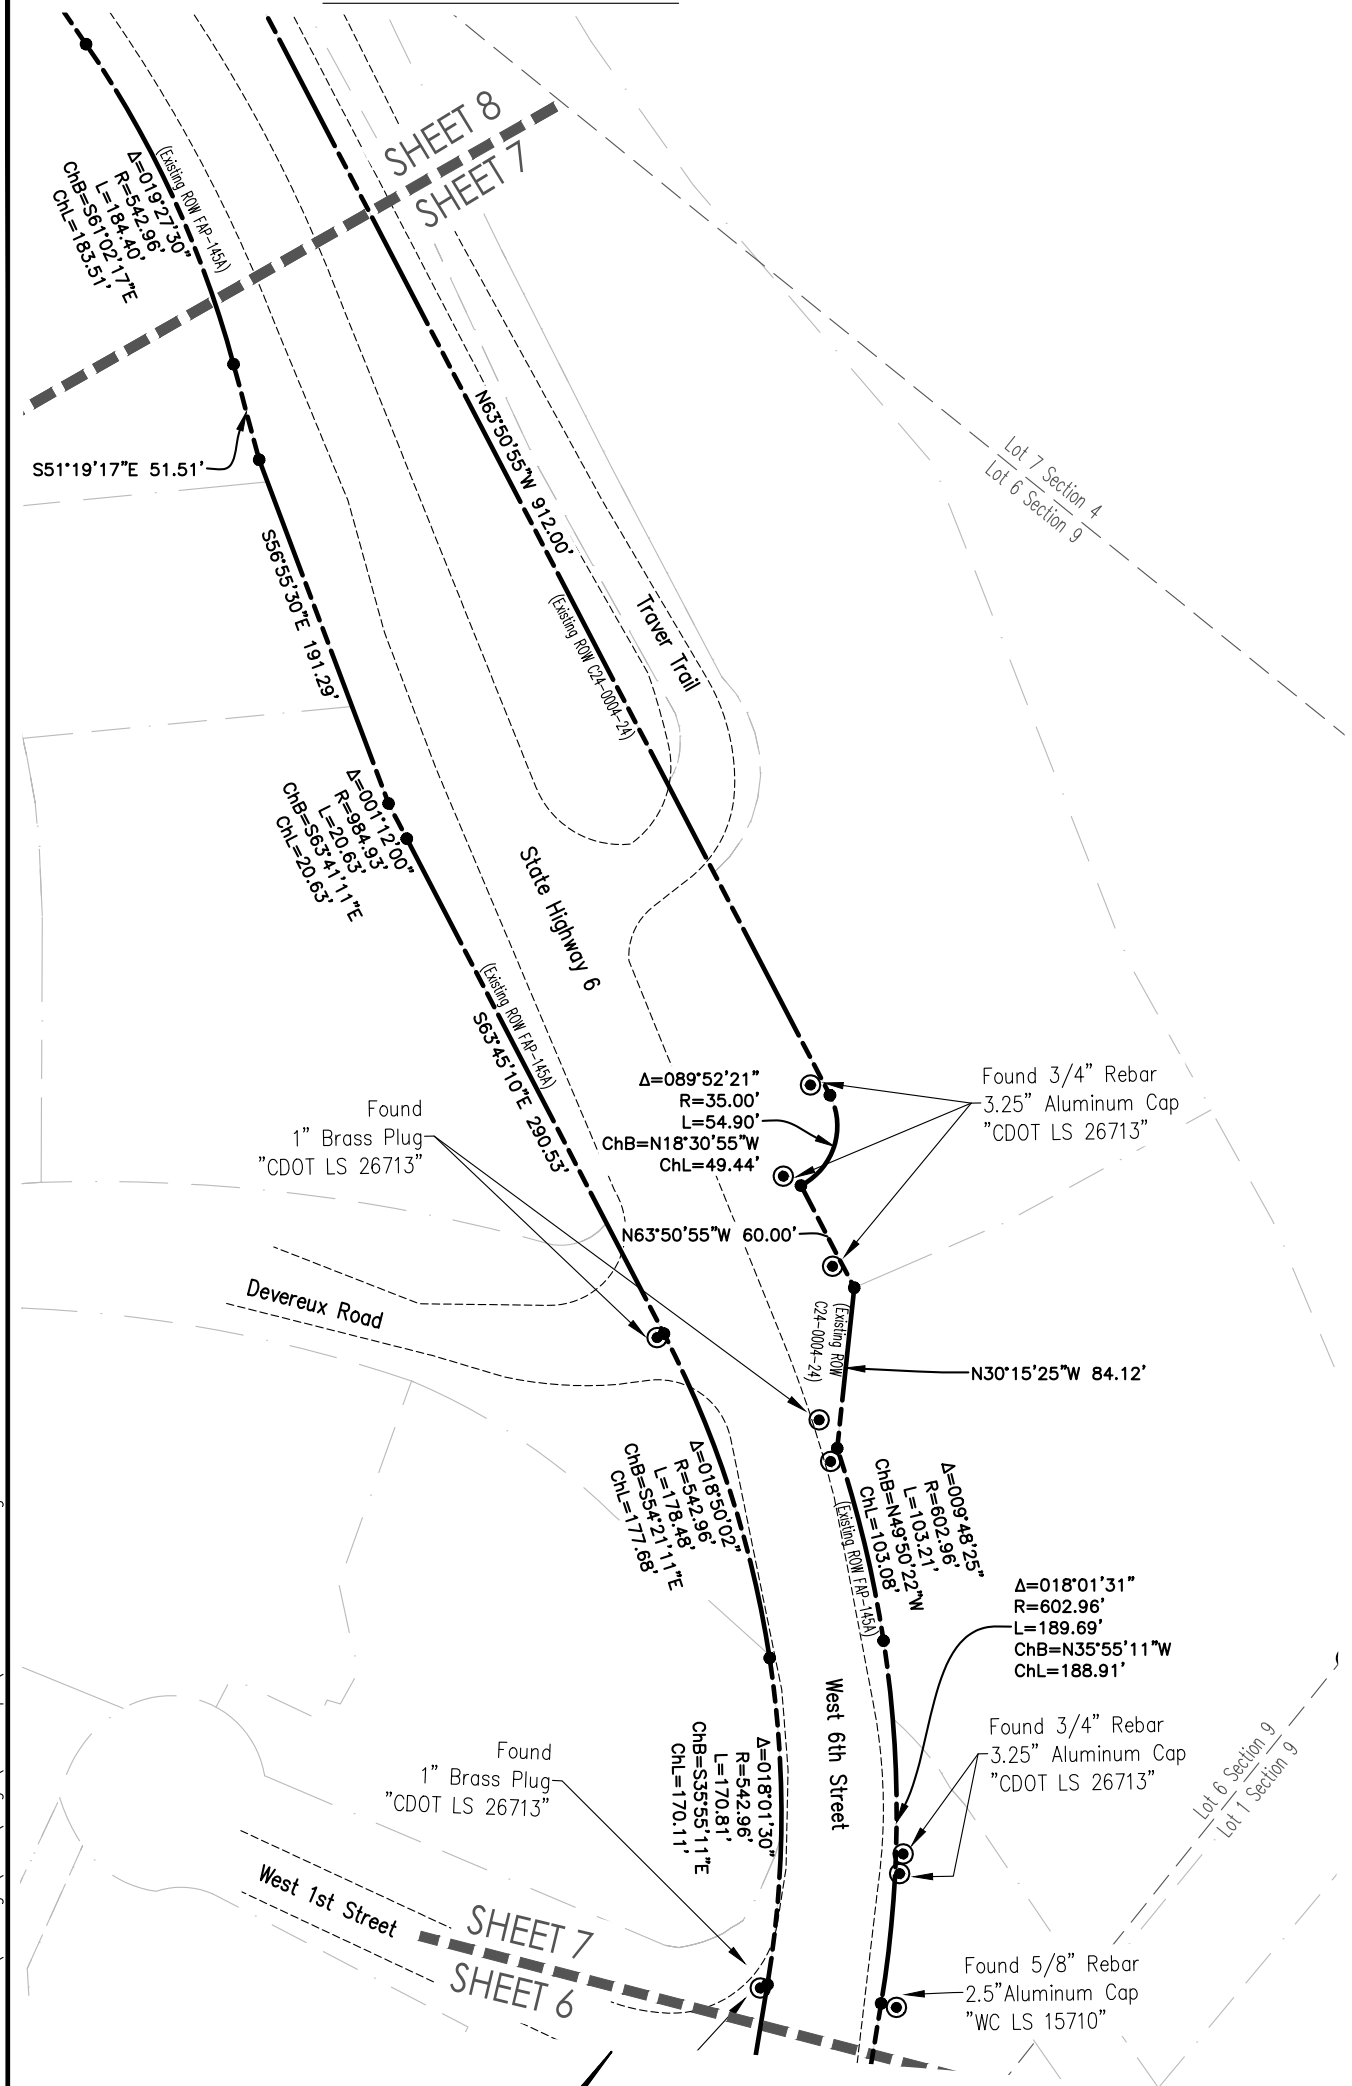 SHEET 8
SHEET 7
(Existing ROW FAP-145A)
Δ=019°27'30"
R=542.96'
L=184.40'
ChB=S61°02'17"E
ChL=183.51'
S51°19'17"E 51.51'
N63°50'55"W 912.00'
Lot 7 Section 4
Lot 6 Section 9
S56°55'30"E 191.29'
(Existing ROW C24-0004-24)
Traver Trail
Δ=001°12'00"
R=984.93'
L=20.63'
ChB=S63°41'11"E
ChL=20.63'
State Highway 6
(Existing ROW FAP-145A)
S63°45'10"E 290.53'
Δ=089°52'21"
R=35.00'
L=54.90'
ChB=N18°30'55"W
ChL=49.44'
Found 3/4" Rebar
3.25" Aluminum Cap
"CDOT LS 26713"
Found
1" Brass Plug
"CDOT LS 26713"
N63°50'55"W 60.00'
Devereux Road
(Existing ROW
C24-0004-24)
N30°15'25"W 84.12'
Δ=018°50'02"
R=542.96'
L=178.48'
ChB=S54°21'11"E
ChL=177.68'
Δ=009°48'25"
R=602.96'
L=103.21'
ChB=N49°50'22"W
ChL=103.08'
(Existing ROW FAP-145A)
Δ=018°01'31"
R=602.96'
L=189.69'
ChB=N35°55'11"W
ChL=188.91'
West 6th Street
Found 3/4" Rebar
3.25" Aluminum Cap
"CDOT LS 26713"
Lot 6 Section 9
Lot 1 Section 9
Found
1" Brass Plug
"CDOT LS 26713"
Δ=018°01'30"
R=542.96'
L=170.81'
ChB=S35°55'11"E
ChL=170.11'
West 1st Street
SHEET 7
SHEET 6
Found 5/8" Rebar
2.5"Aluminum Cap
"WC LS 15710"